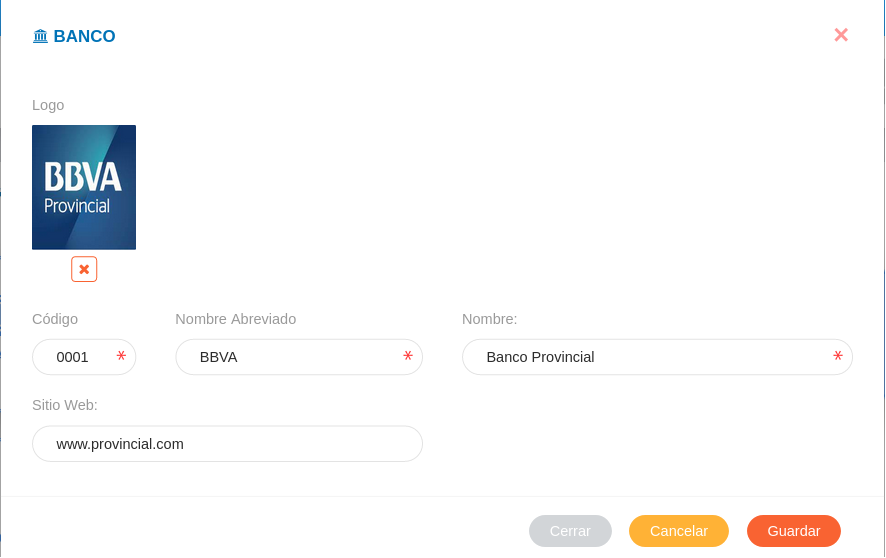 BANCO
Logo
BBVA
Provincial
Código
Nombre Abreviado
Nombre:
0001 *
BBVA *
Banco Provincial *
Sitio Web:
www.provincial.com
Cerrar
Cancelar
Guardar